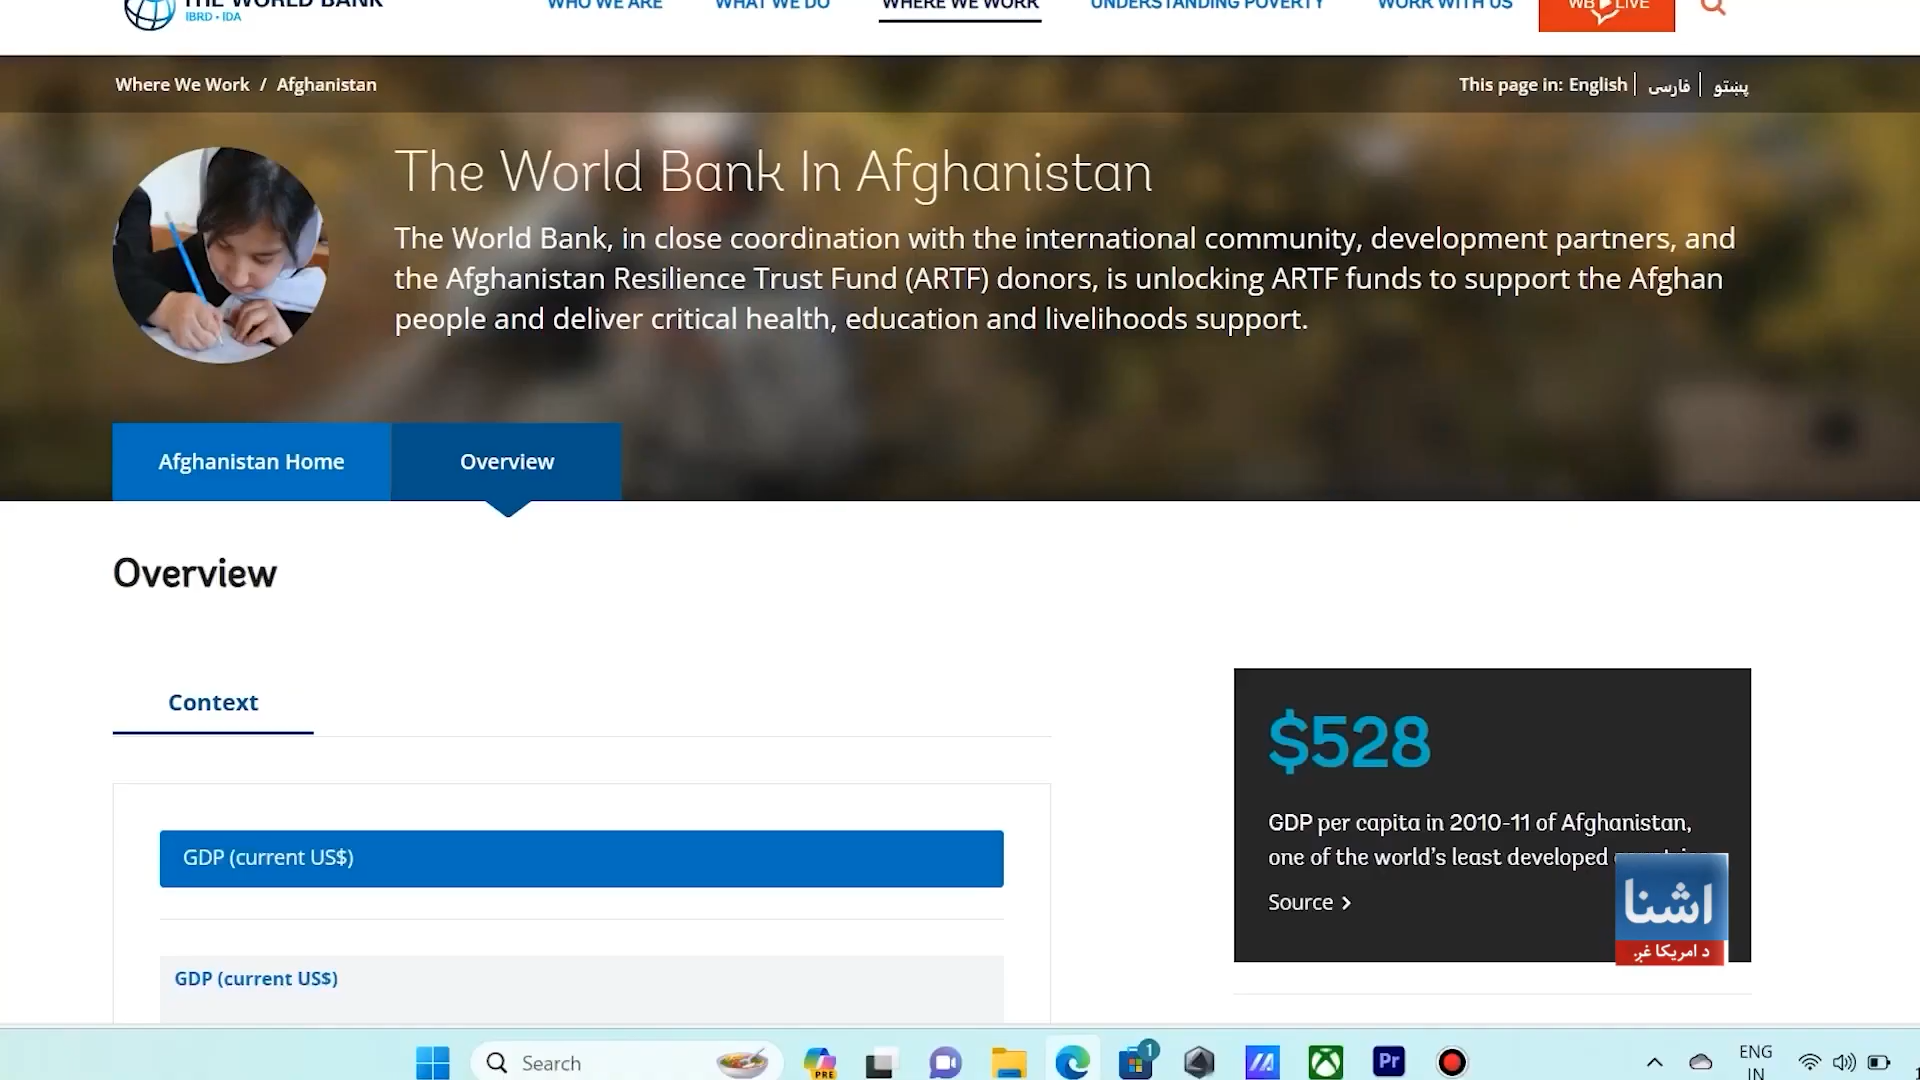 THE WORLD BANK
IBRD • IDA
WHO WE ARE
WHAT WE DO
WHERE WE WORK
UNDERSTANDING POVERTY
WORK WITH US
WB LIVE
Where We Work / Afghanistan
This page in: English | فارسی | پښتو
The World Bank In Afghanistan
The World Bank, in close coordination with the international community, development partners, and
the Afghanistan Resilience Trust Fund (ARTF) donors, is unlocking ARTF funds to support the Afghan
people and deliver critical health, education and livelihoods support.
Afghanistan Home
Overview
Overview
Context
$528
GDP per capita in 2010-11 of Afghanistan,
one of the world's least developed
Source
GDP (current US$)
GDP (current US$)
اشنا
د امریکا غږ
Search
PRE
1
Pr
ENG
IN